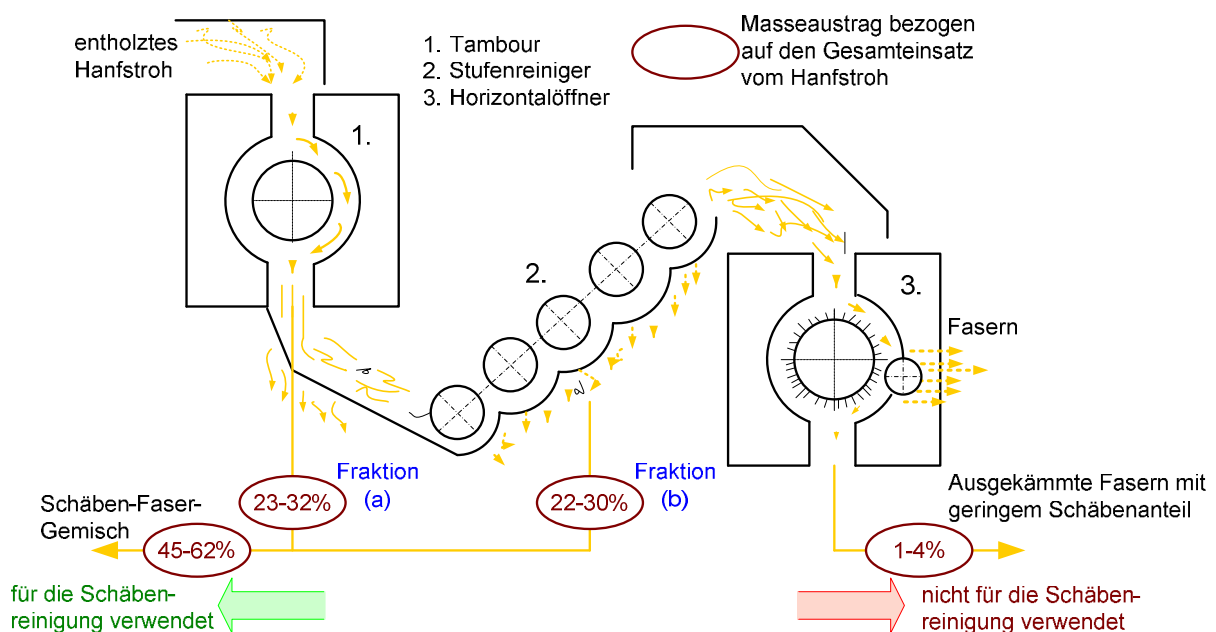 entholztes
Hanfstroh
1. Tambour
2. Stufenreiniger
3. Horizontalöffner
Masseaustrag bezogen
auf den Gesamteinsatz
vom Hanfstroh
1.
2.
3.
Fasern
Fraktion
(a)
23-32%
Fraktion
(b)
22-30%
Schäben-Faser-
Gemisch
45-62%
Ausgekämmte Fasern mit
geringem Schäbenanteil
1-4%
für die Schäben-
reinigung verwendet
nicht für die Schäben-
reinigung verwendet